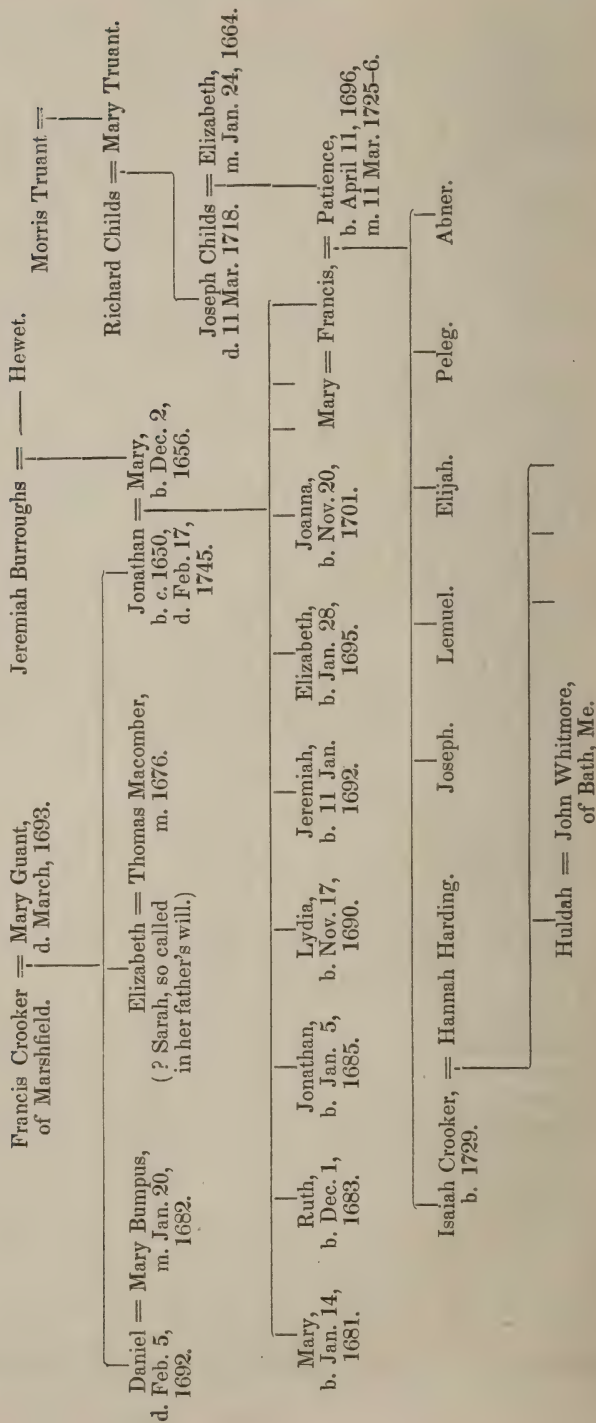 Morris Truant =
Francis Crooker = Mary Guant,
of Marshfield. d. March, 1693.
Jeremiah Burroughs = —— Hewet.
Richard Childs = Mary Truant.
Daniel = Mary Bumpus,
d. Feb. 5, m. Jan. 20,
1692. 1682.
Elizabeth = Thomas Macomber,
(? Sarah, so called m. 1676.
in her father's will.)
Jonathan = Mary,
b. c. 1650, b. Dec. 2,
d. Feb. 17, 1656.
1745.
Joseph Childs = Elizabeth,
d. 11 Mar. 1718. m. Jan. 24, 1664.
Mary,
b. Jan. 14,
1681.
Ruth,
b. Dec. 1,
1683.
Jonathan,
b. Jan. 5,
1685.
Lydia,
b. Nov. 17,
1690.
Jeremiah,
b. 11 Jan.
1692.
Elizabeth,
b. Jan. 28,
1695.
Joanna,
b. Nov. 20,
1701.
Mary = Francis, = Patience,
b. April 11, 1696,
m. 11 Mar. 1725–6.
Isaiah Crooker, = Hannah Harding.
b. 1729.
Joseph.
Lemuel.
Elijah.
Peleg.
Abner.
Huldah = John Whitmore,
of Bath, Me.